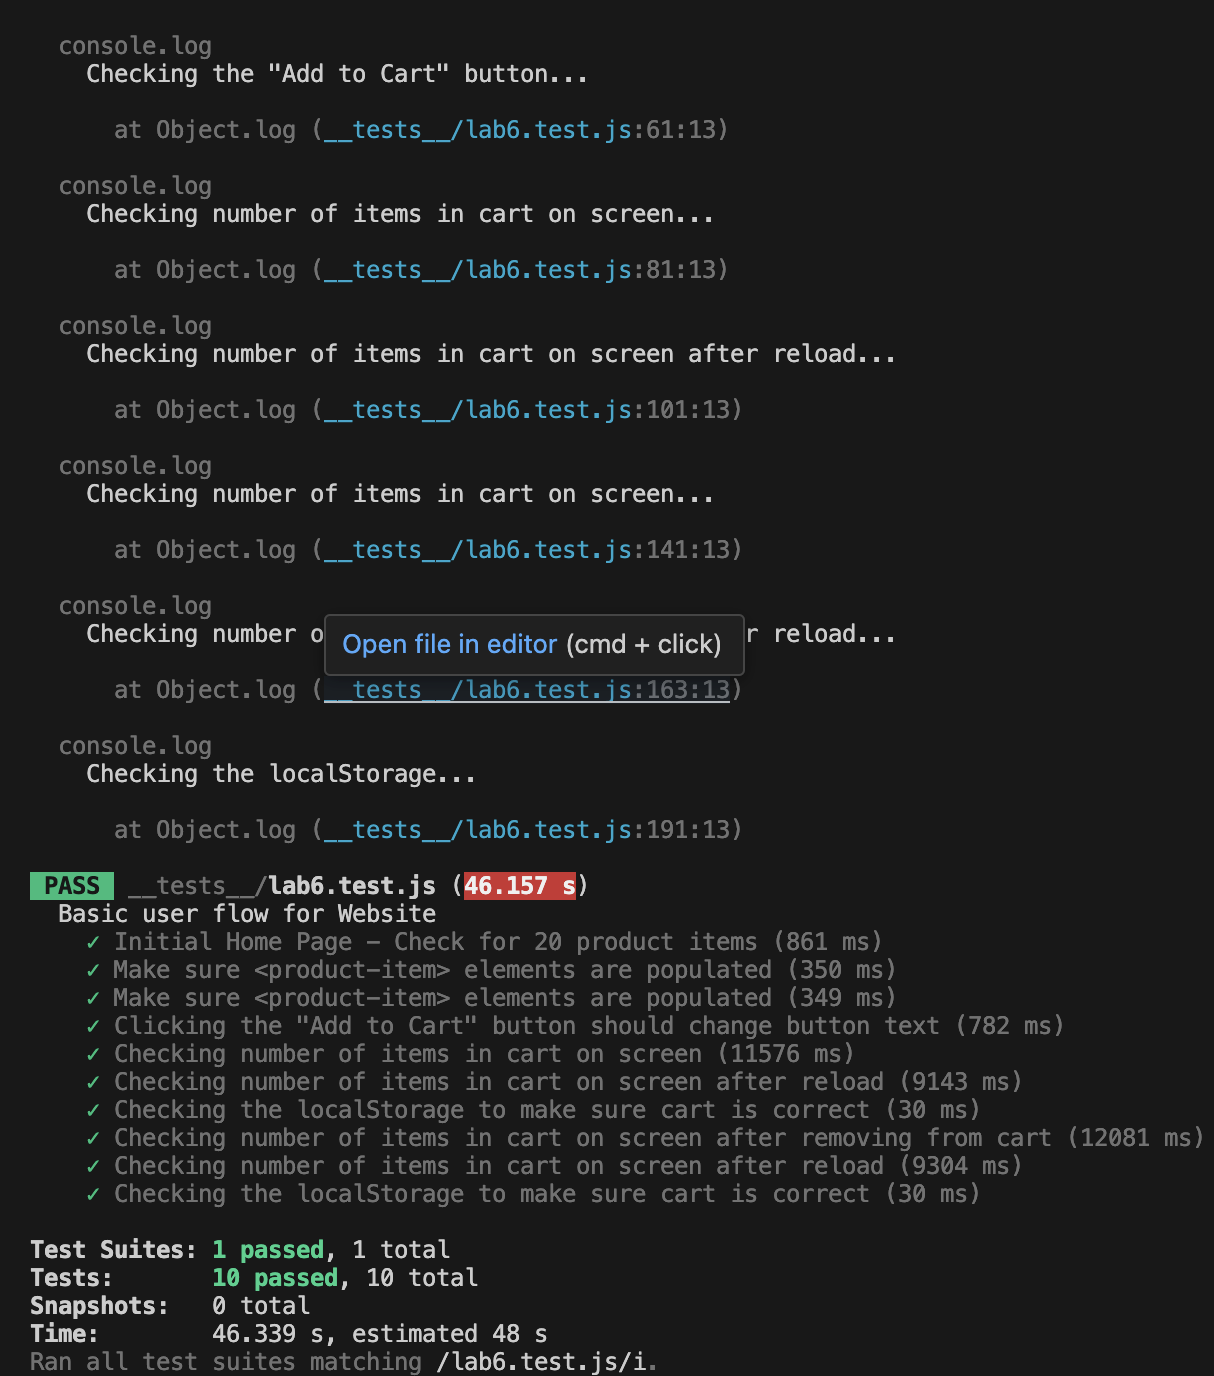 console.log
Checking the "Add to Cart" button...
at Object.log (__tests__/lab6.test.js:61:13)
console.log
Checking number of items in cart on screen...
at Object.log (__tests__/lab6.test.js:81:13)
console.log
Checking number of items in cart on screen after reload...
at Object.log (__tests__/lab6.test.js:101:13)
console.log
Checking number of items in cart on screen...
at Object.log (__tests__/lab6.test.js:141:13)
console.log
Checking number o
Open file in editor (cmd + click)
r reload...
at Object.log (__tests__/lab6.test.js:163:13)
console.log
Checking the localStorage...
at Object.log (__tests__/lab6.test.js:191:13)
PASS __tests__/lab6.test.js (46.157 s)
Basic user flow for Website
✓ Initial Home Page – Check for 20 product items (861 ms)
✓ Make sure <product-item> elements are populated (350 ms)
✓ Make sure <product-item> elements are populated (349 ms)
✓ Clicking the "Add to Cart" button should change button text (782 ms)
✓ Checking number of items in cart on screen (11576 ms)
✓ Checking number of items in cart on screen after reload (9143 ms)
✓ Checking the localStorage to make sure cart is correct (30 ms)
✓ Checking number of items in cart on screen after removing from cart (12081 ms)
✓ Checking number of items in cart on screen after reload (9304 ms)
✓ Checking the localStorage to make sure cart is correct (30 ms)
Test Suites: 1 passed, 1 total
Tests: 10 passed, 10 total
Snapshots: 0 total
Time: 46.339 s, estimated 48 s
Ran all test suites matching /lab6.test.js/i.